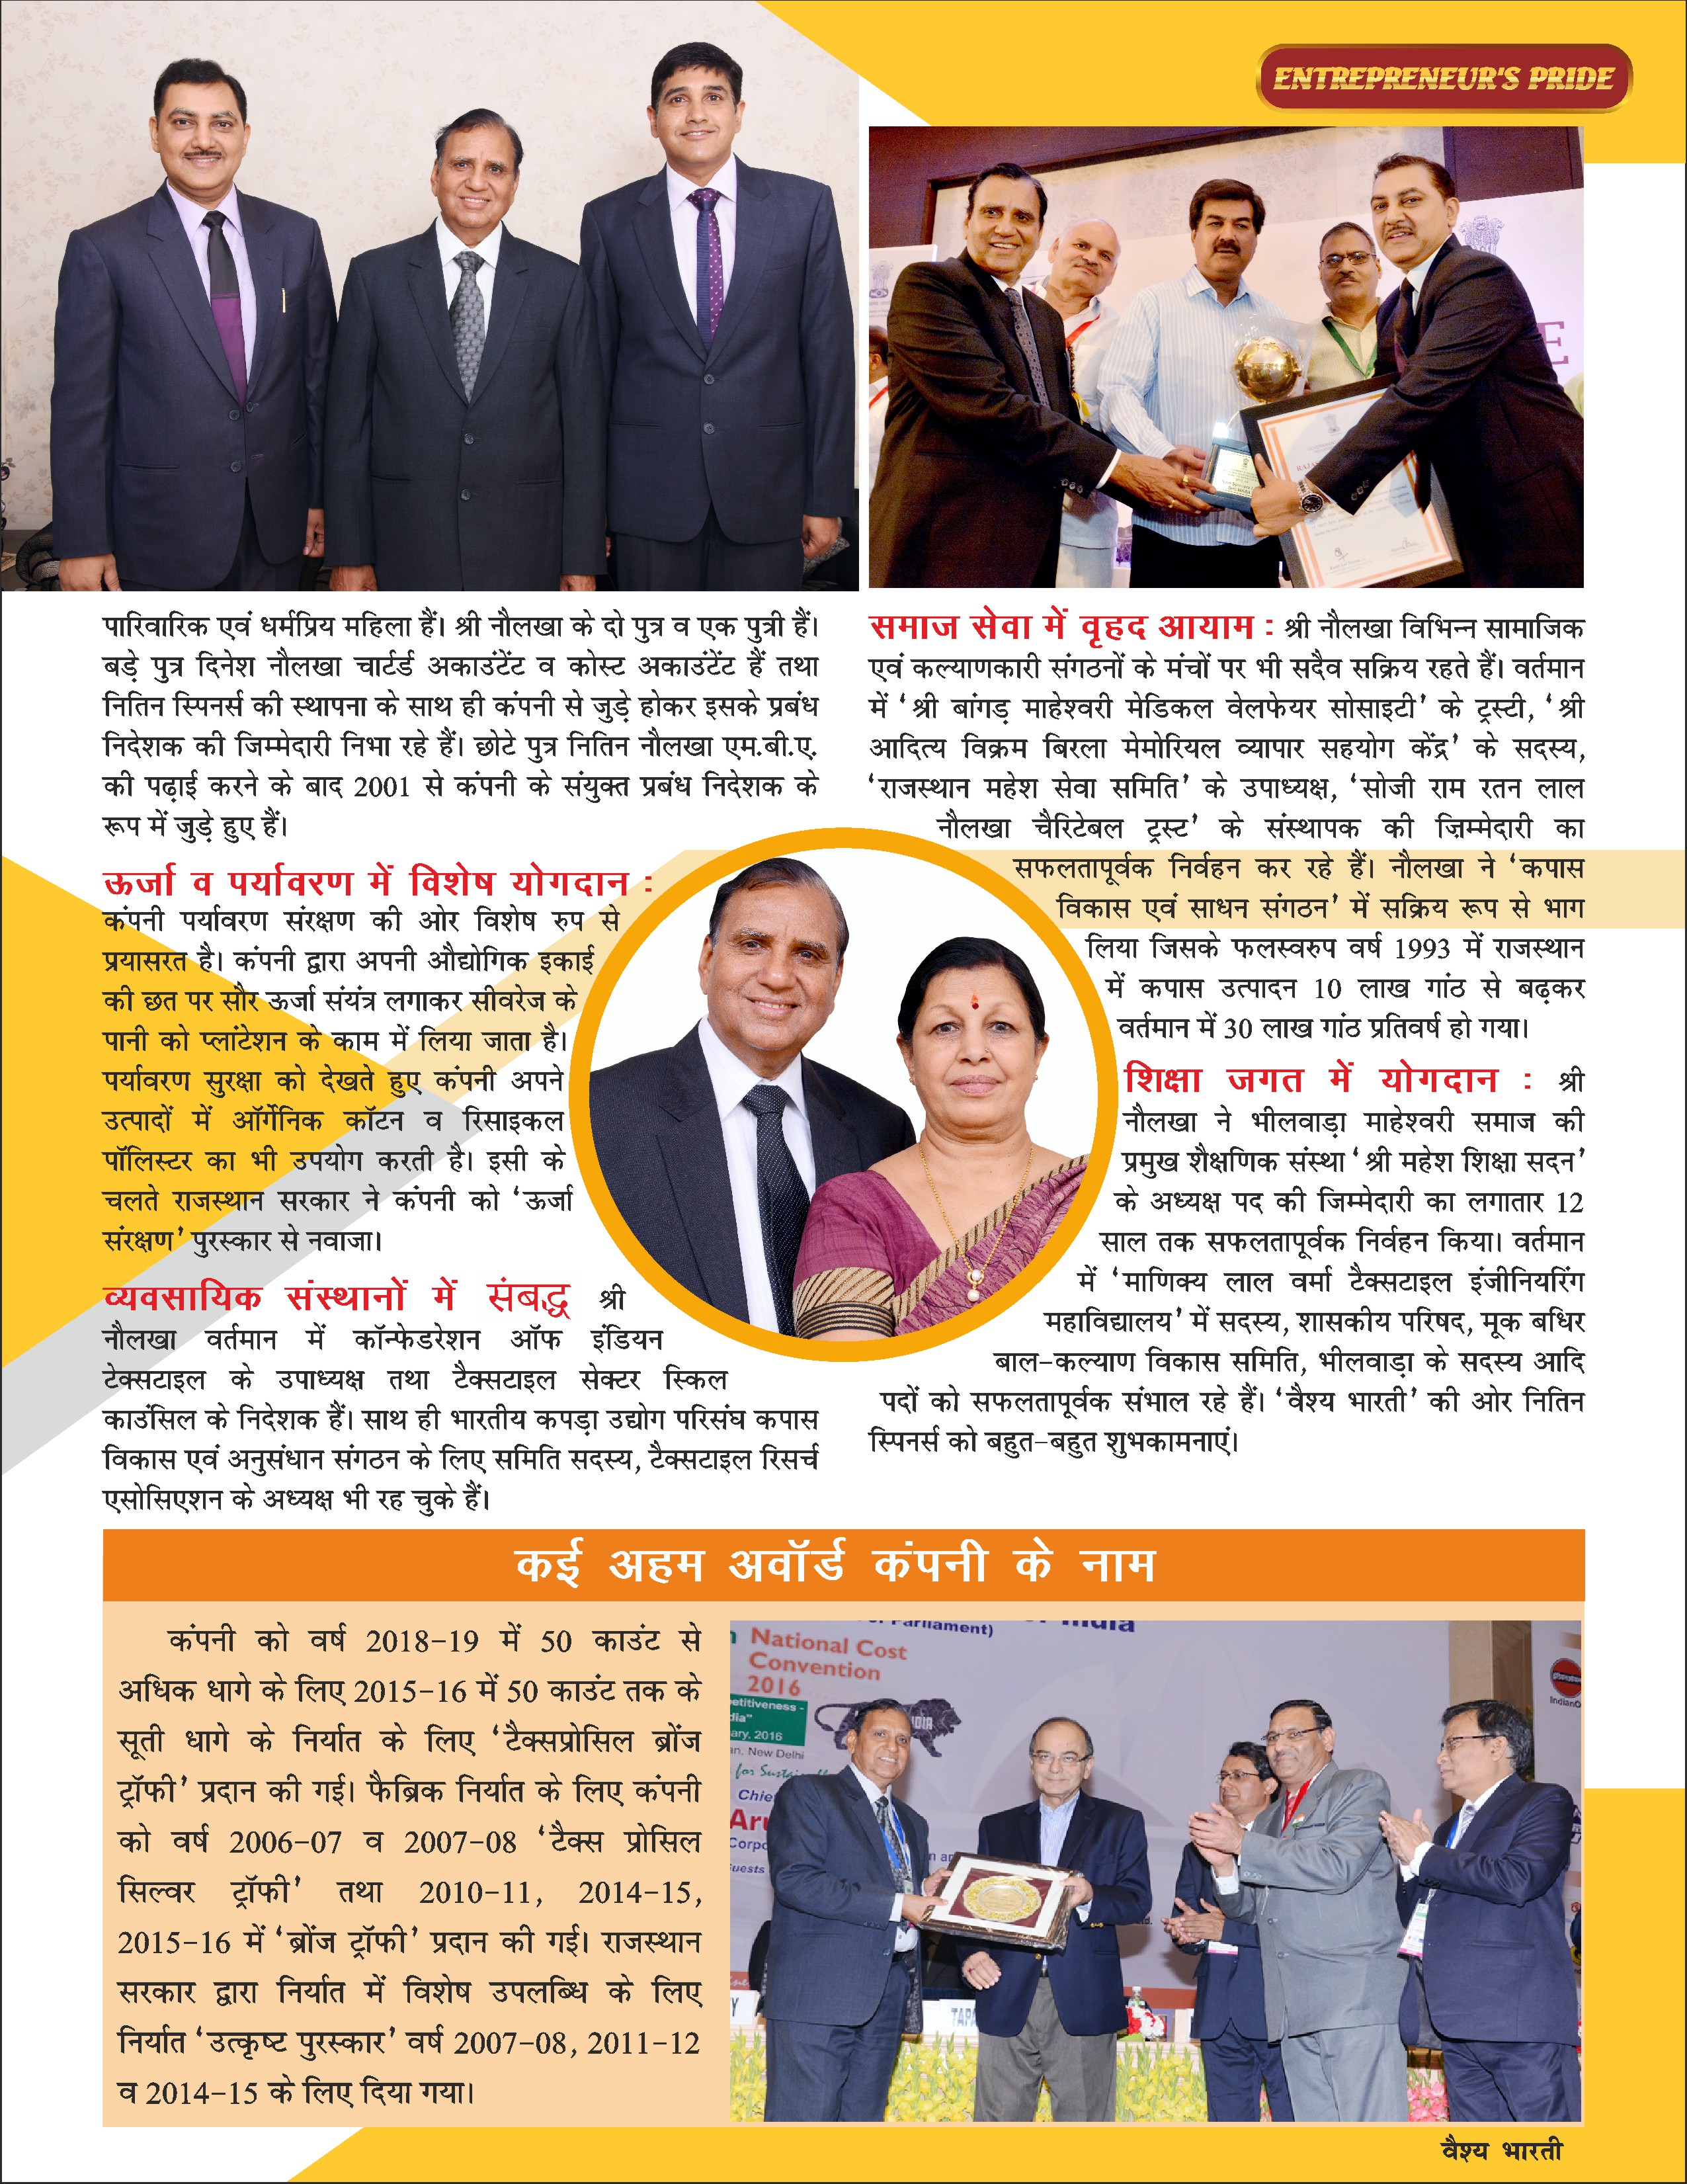 ENTREPRENEUR'S PRIDE
पारिवारिक एवं धर्मप्रिय महिला हैं। श्री नौलखा के दो पुत्र व एक पुत्री हैं।
बड़े पुत्र दिनेश नौलखा चार्टर्ड अकाउंटेंट व कोस्ट अकाउंटेंट हैं तथा
नितिन स्पिनर्स की स्थापना के साथ ही कंपनी से जुड़े होकर इसके प्रबंध
निदेशक की जिम्मेदारी निभा रहे हैं। छोटे पुत्र नितिन नौलखा एम.बी.ए.
की पढ़ाई करने के बाद 2001 से कंपनी के संयुक्त प्रबंध निदेशक के
रूप में जुड़े हुए हैं।
ऊर्जा व पर्यावरण में विशेष योगदान :
कंपनी पर्यावरण संरक्षण की ओर विशेष रुप से
प्रयासरत है। कंपनी द्वारा अपनी औद्योगिक इकाई
की छत पर सौर ऊर्जा संयंत्र लगाकर सीवरेज के
पानी को प्लांटेशन के काम में लिया जाता है।
पर्यावरण सुरक्षा को देखते हुए कंपनी अपने
उत्पादों में ऑर्गेनिक कॉटन व रिसाइकल
पॉलिस्टर का भी उपयोग करती है। इसी के
चलते राजस्थान सरकार ने कंपनी को ‘ऊर्जा
संरक्षण’ पुरस्कार से नवाजा।
व्यवसायिक संस्थानों में संबद्ध श्री
नौलखा वर्तमान में कॉन्फेडरेशन ऑफ इंडियन
टेक्सटाइल के उपाध्यक्ष तथा टैक्सटाइल सेक्टर स्किल
काउंसिल के निदेशक हैं। साथ ही भारतीय कपड़ा उद्योग परिसंघ कपास
विकास एवं अनुसंधान संगठन के लिए समिति सदस्य, टैक्सटाइल रिसर्च
एसोसिएशन के अध्यक्ष भी रह चुके हैं।
समाज सेवा में वृहद आयाम : श्री नौलखा विभिन्न सामाजिक
एवं कल्याणकारी संगठनों के मंचों पर भी सदैव सक्रिय रहते हैं। वर्तमान
में ‘श्री बांगड़ माहेश्वरी मेडिकल वेलफेयर सोसाइटी’ के ट्रस्टी, ‘श्री
आदित्य विक्रम बिरला मेमोरियल व्यापार सहयोग केंद्र’ के सदस्य,
‘राजस्थान महेश सेवा समिति’ के उपाध्यक्ष, ‘सोजी राम रतन लाल
नौलखा चैरिटेबल ट्रस्ट’ के संस्थापक की ज़िम्मेदारी का
सफलतापूर्वक निर्वहन कर रहे हैं। नौलखा ने ‘कपास
विकास एवं साधन संगठन’ में सक्रिय रूप से भाग
लिया जिसके फलस्वरुप वर्ष 1993 में राजस्थान
में कपास उत्पादन 10 लाख गांठ से बढ़कर
वर्तमान में 30 लाख गांठ प्रतिवर्ष हो गया।
शिक्षा जगत में योगदान : श्री
नौलखा ने भीलवाड़ा माहेश्वरी समाज की
प्रमुख शैक्षणिक संस्था ‘श्री महेश शिक्षा सदन’
के अध्यक्ष पद की जिम्मेदारी का लगातार 12
साल तक सफलतापूर्वक निर्वहन किया। वर्तमान
में ‘माणिक्य लाल वर्मा टैक्सटाइल इंजीनियरिंग
महाविद्यालय’ में सदस्य, शासकीय परिषद, मूक बधिर
बाल-कल्याण विकास समिति, भीलवाड़ा के सदस्य आदि
पदों को सफलतापूर्वक संभाल रहे हैं। ‘वैश्य भारती’ की ओर नितिन
स्पिनर्स को बहुत-बहुत शुभकामनाएं।
कई अहम अवॉर्ड कंपनी के नाम
कंपनी को वर्ष 2018-19 में 50 काउंट से
अधिक धागे के लिए 2015-16 में 50 काउंट तक के
सूती धागे के निर्यात के लिए ‘टैक्सप्रोसिल ब्रोंज
ट्रॉफी’ प्रदान की गई। फैब्रिक निर्यात के लिए कंपनी
को वर्ष 2006-07 व 2007-08 ‘टैक्स प्रोसिल
सिल्वर ट्रॉफी’ तथा 2010-11, 2014-15,
2015-16 में ‘ब्रोंज ट्रॉफी’ प्रदान की गई। राजस्थान
सरकार द्वारा निर्यात में विशेष उपलब्धि के लिए
निर्यात ‘उत्कृष्ट पुरस्कार’ वर्ष 2007-08, 2011-12
व 2014-15 के लिए दिया गया।
Parliament)
National Cost
Convention
2016
2016
New Delhi
वैश्य भारती